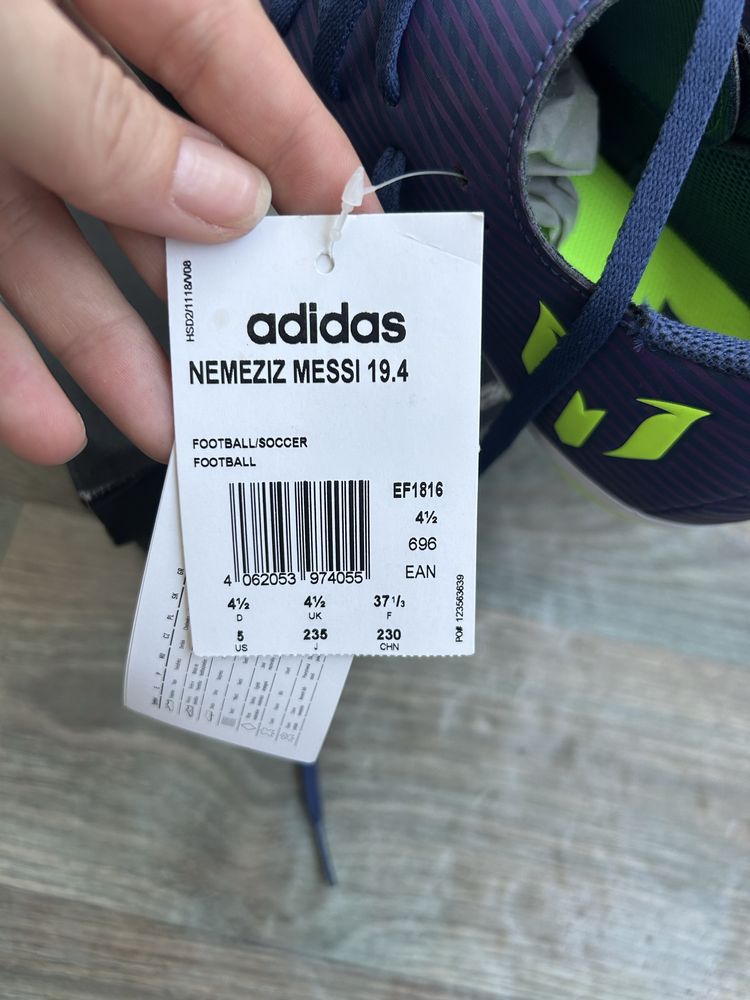 HSD2/1118/V08
adidas
NEMEZIZ MESSI 19.4
FOOTBALL/SOCCER
FOOTBALL
EF1816
4½
696
EAN
4 062053 974055
4½ 4½ 37 1/3
D UK F
5 235 230
US J CHN
PO# 123563639